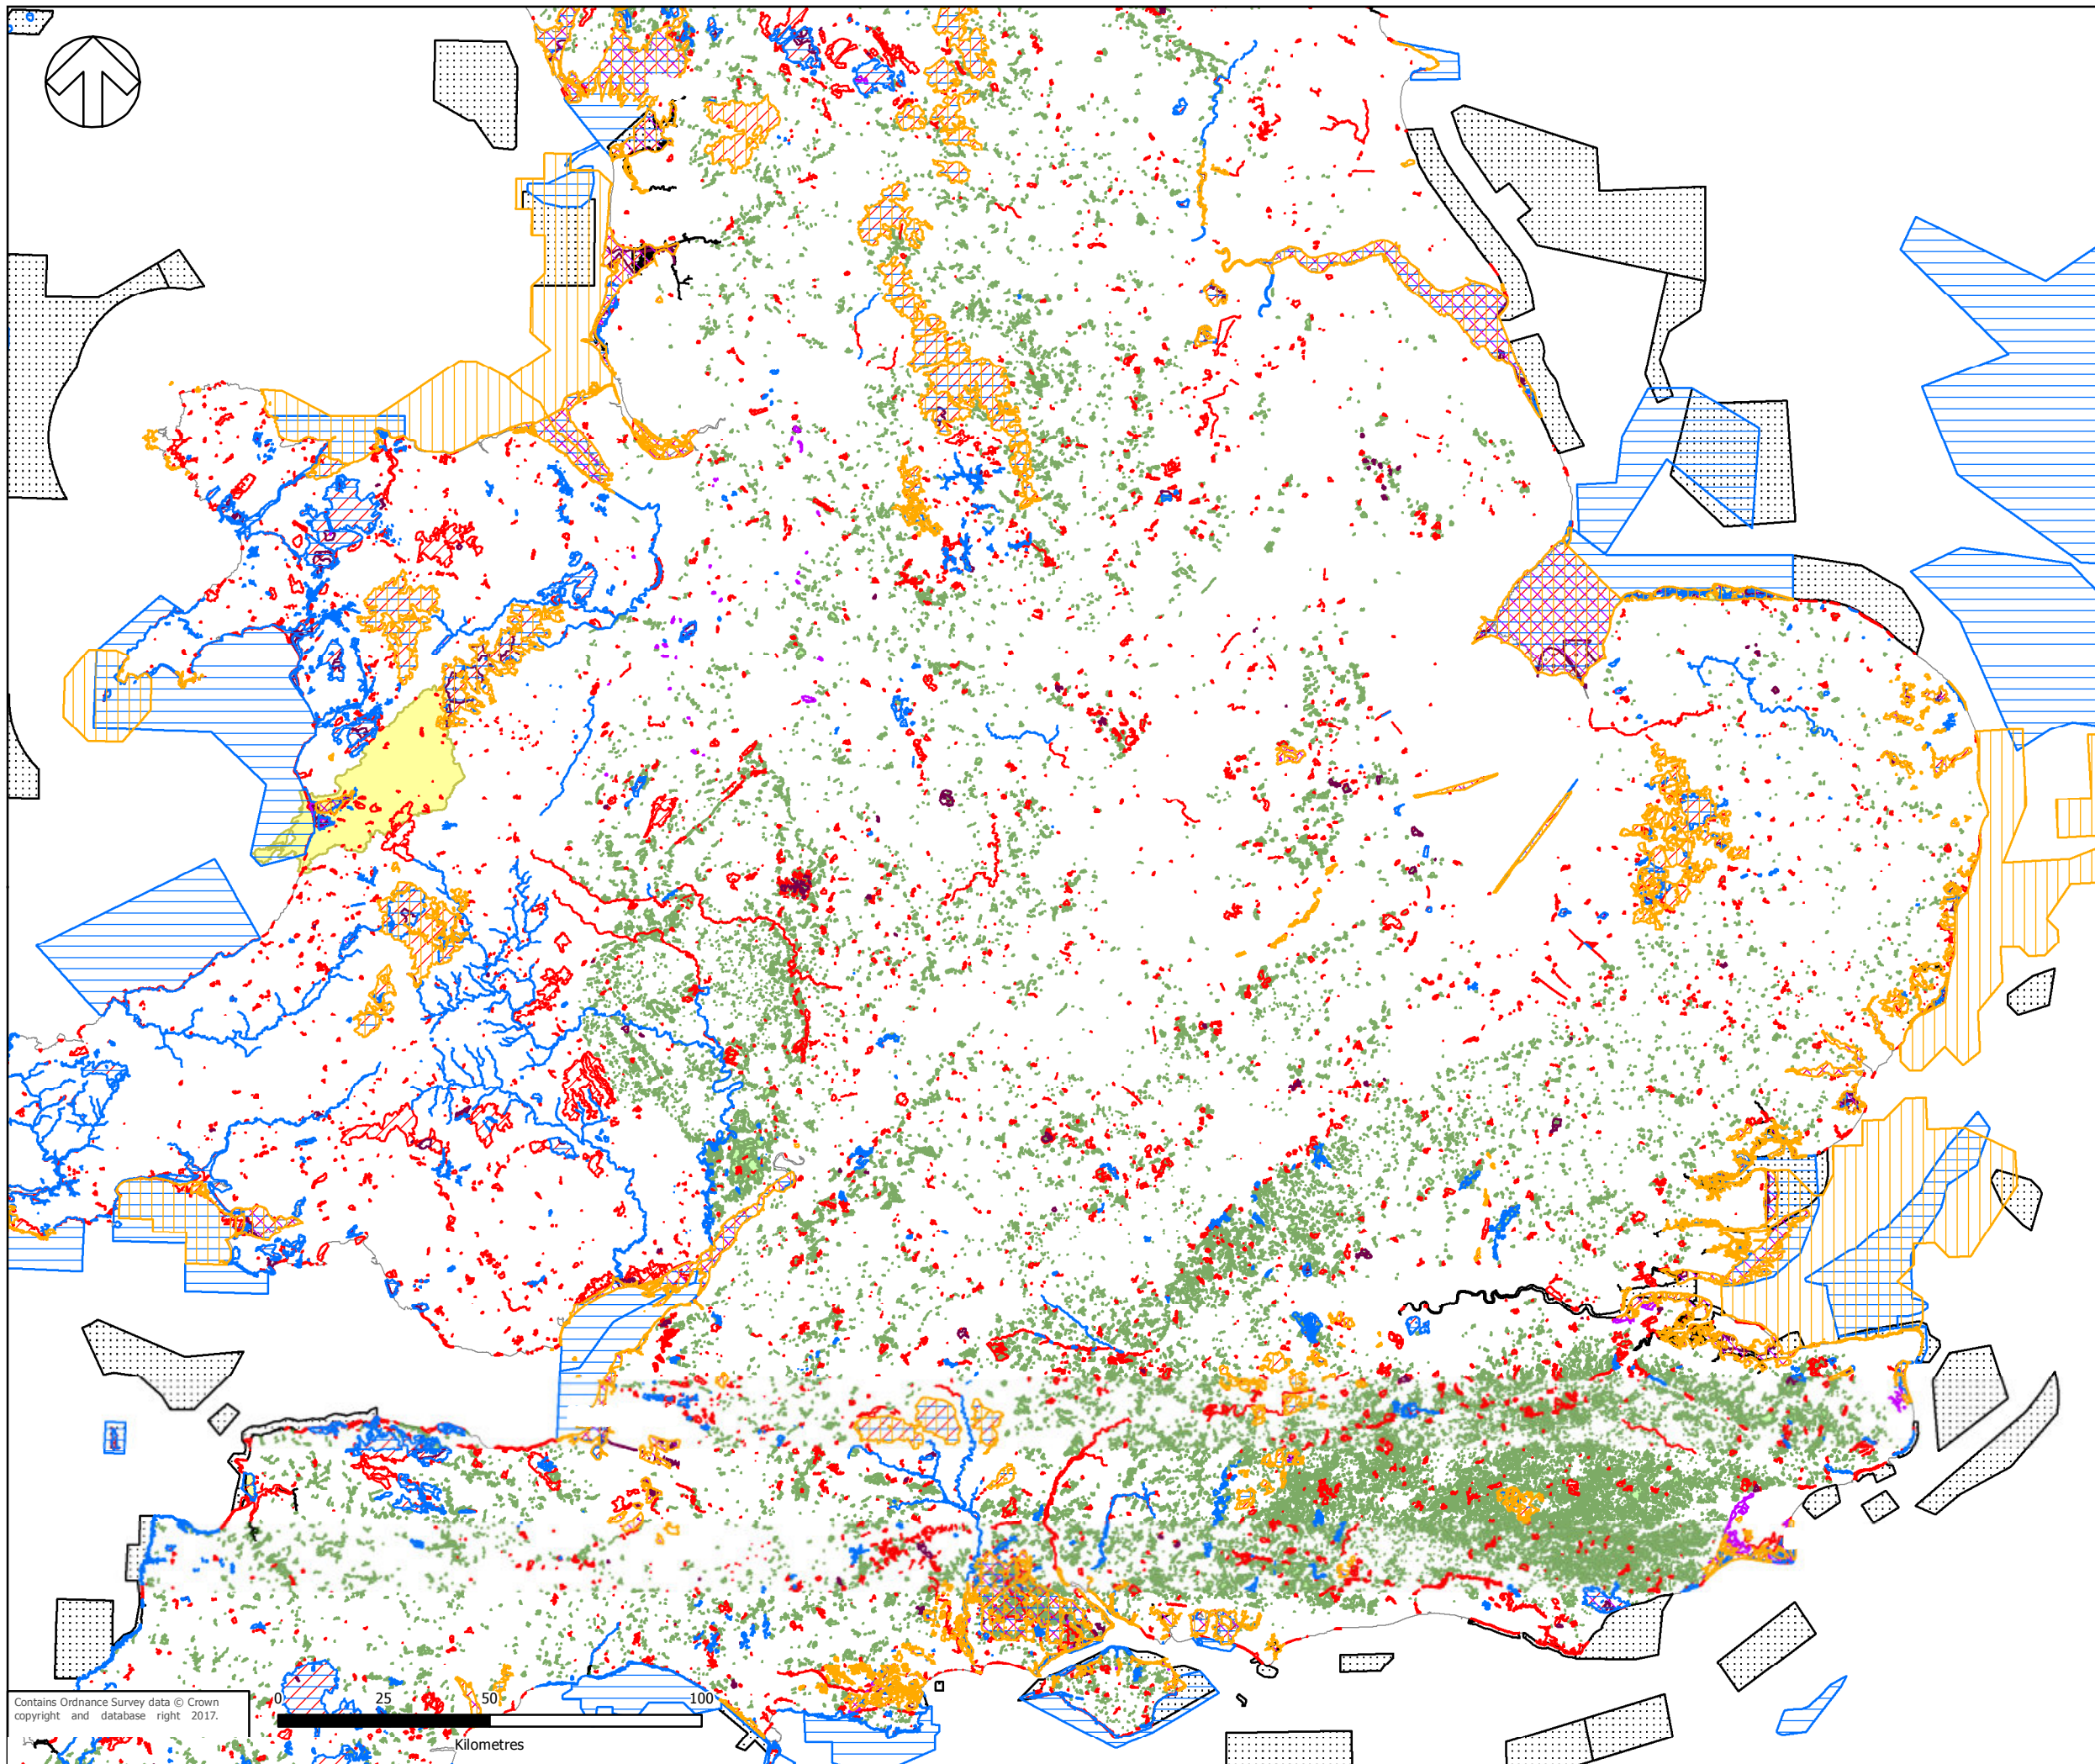 Contains Ordnance Survey data © Crown
copyright and database right 2017.
0 25 50 100
Kilometres